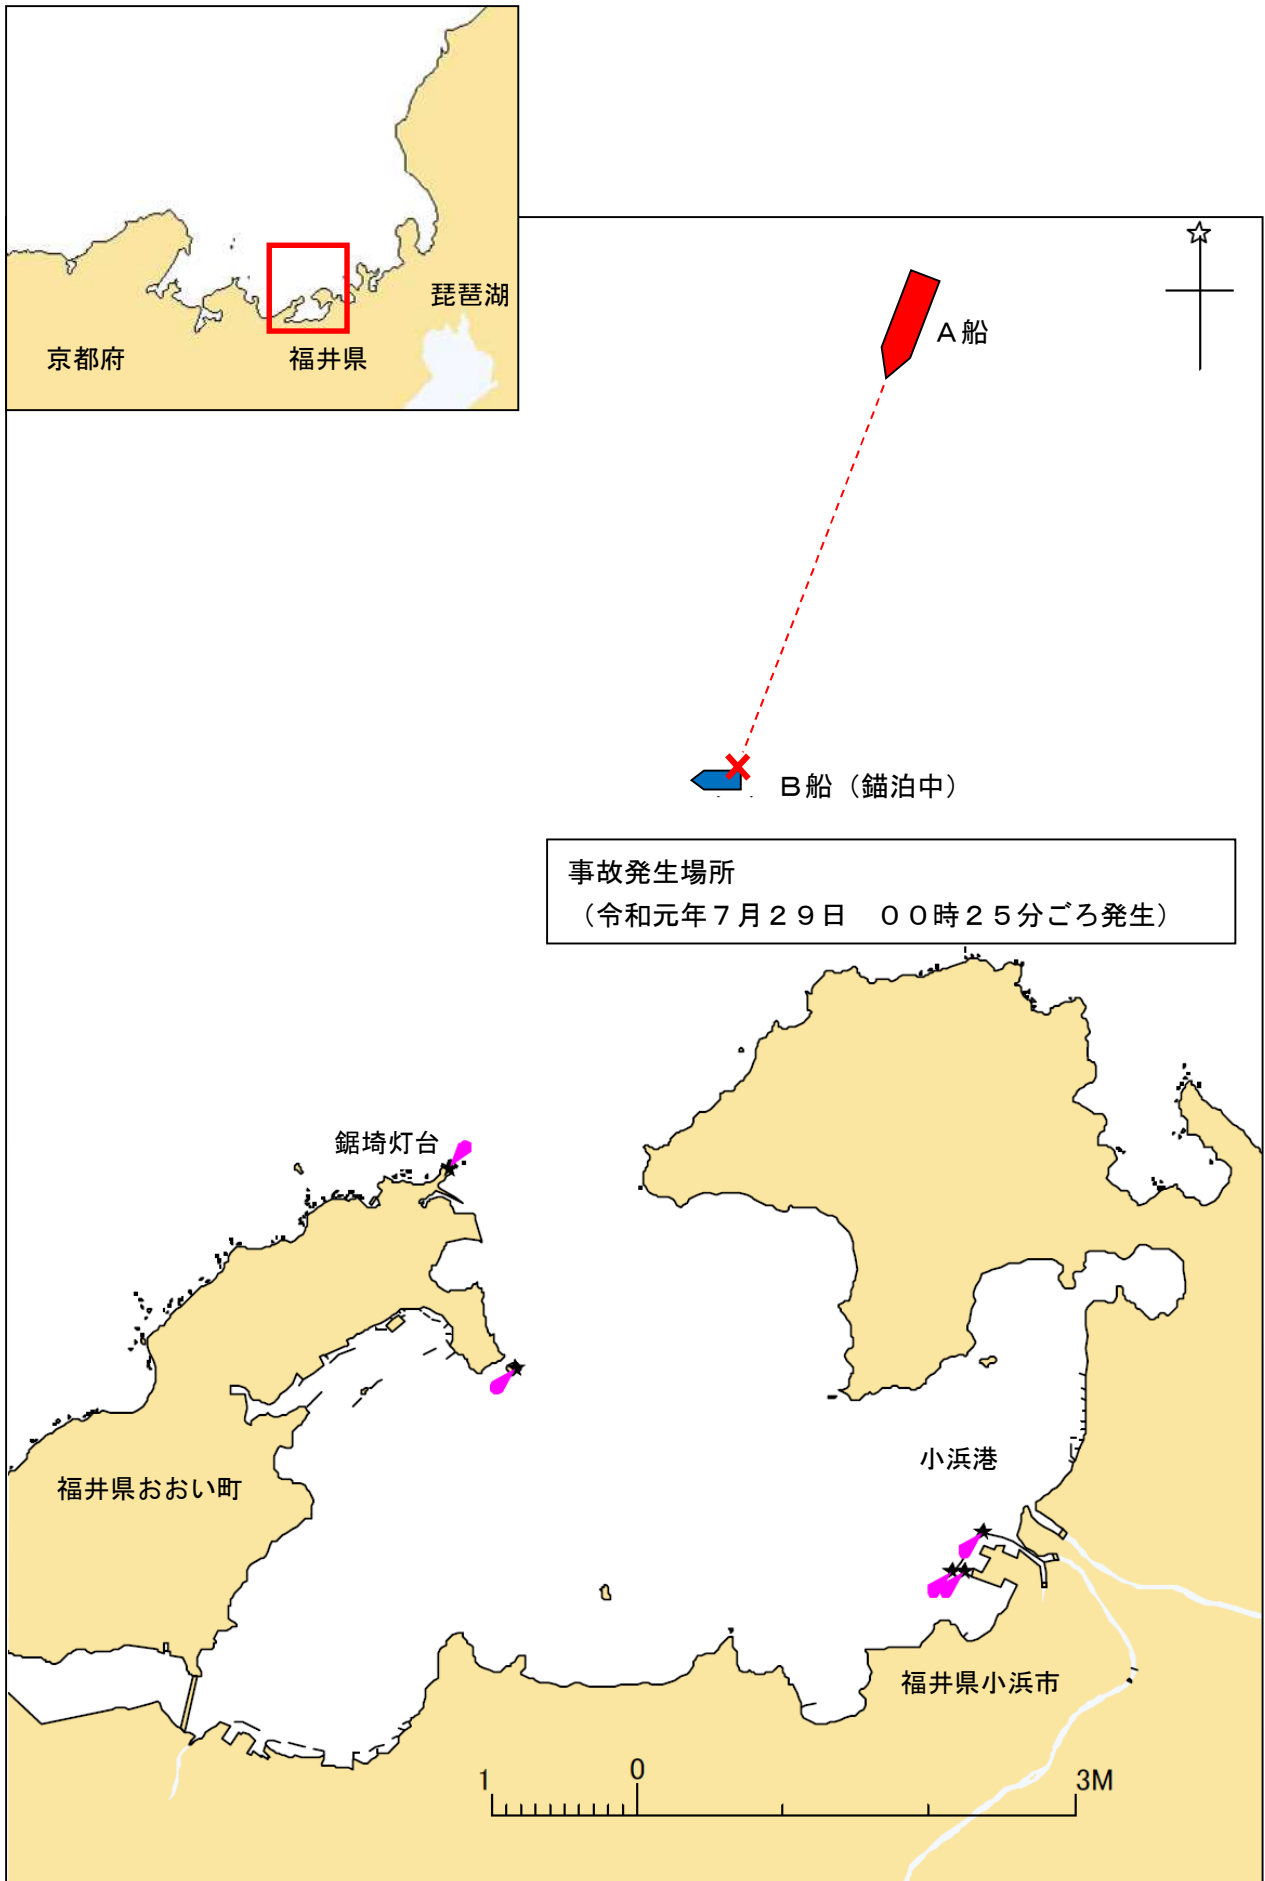 琵琶湖
京都府
福井県
A船
B船（錨泊中）
事故発生場所
（令和元年７月２９日　００時２５分ごろ発生）
鋸埼灯台
小浜港
福井県おおい町
福井県小浜市
1
0
3M